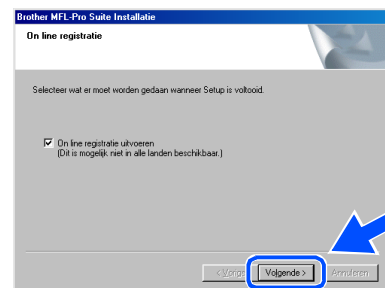 Brother MFL-Pro Suite Installatie
On line registratie
Selecteer wat er moet worden gedaan wanneer Setup is voltooid.
On line registratie uitvoeren
(Dit is mogelijk niet in alle landen beschikbaar.)
< Vorige Volgende > Annuleren